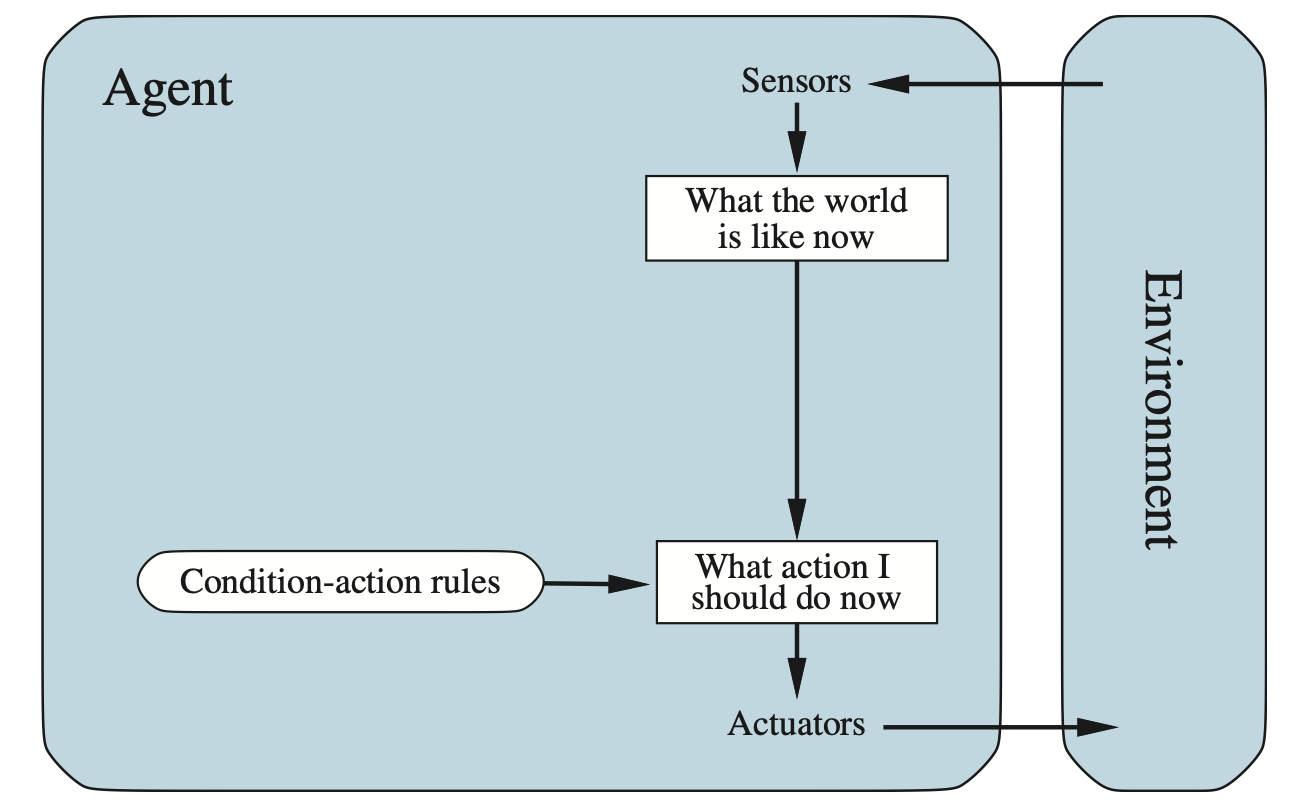 Agent
Sensors
What the world
is like now
Environment
Condition-action rules
What action I
should do now
Actuators